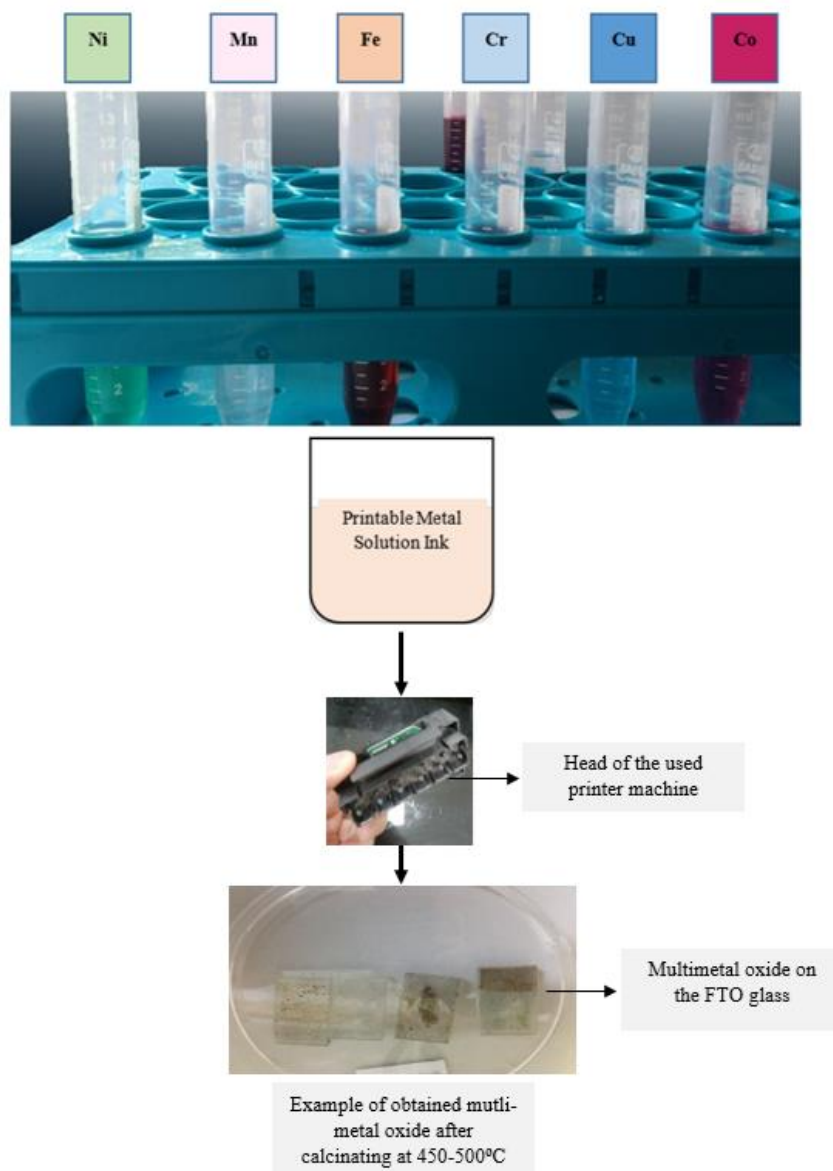 Ni
Mn
Fe
Cr
Cu
Co
Printable Metal
Solution Ink
Head of the used
printer machine
Multimetal oxide on
the FTO glass
Example of obtained mutli-
metal oxide after
calcinating at 450-500⁰C